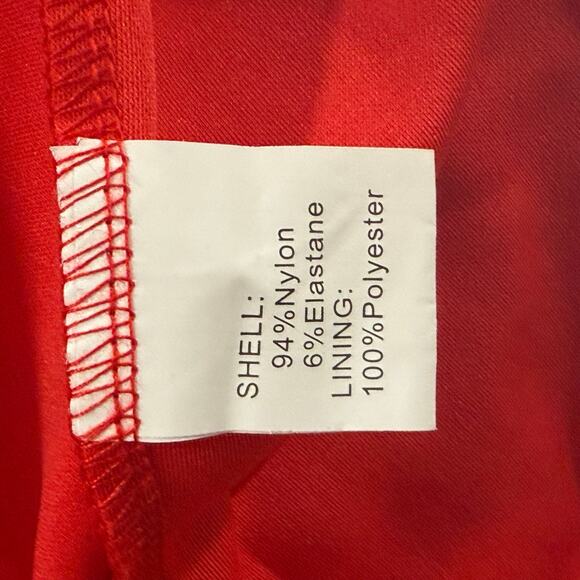 SHELL:
94%Nylon
6%Elastane
LINING:
100%Polyester